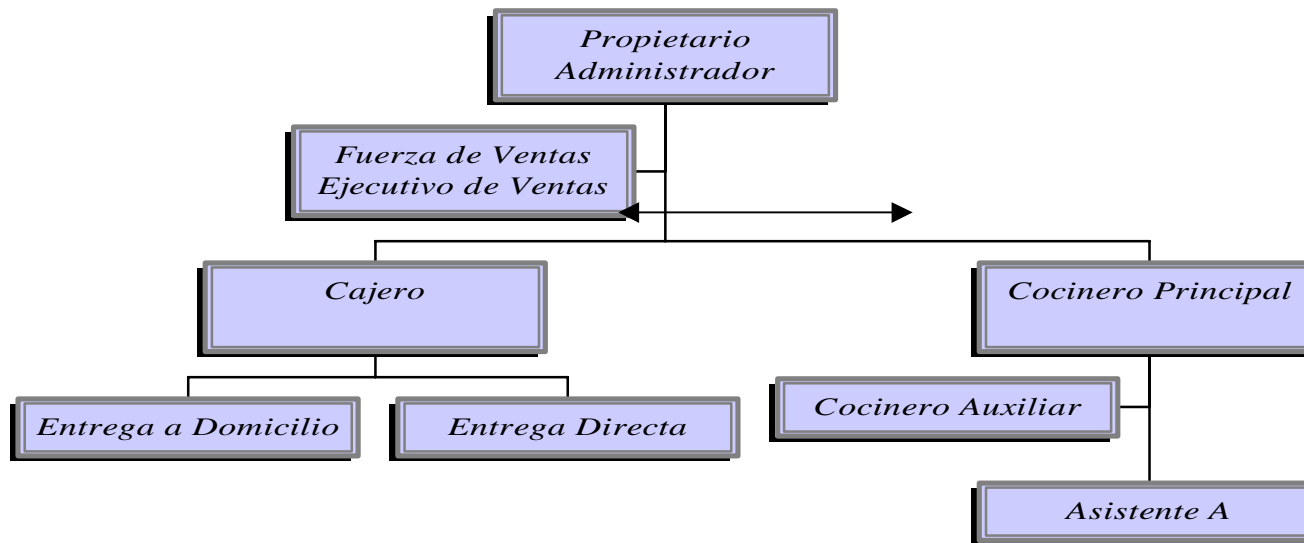 Propietario
Administrador
Fuerza de Ventas
Ejecutivo de Ventas
Cajero
Cocinero Principal
Entrega a Domicilio
Entrega Directa
Cocinero Auxiliar
Asistente A